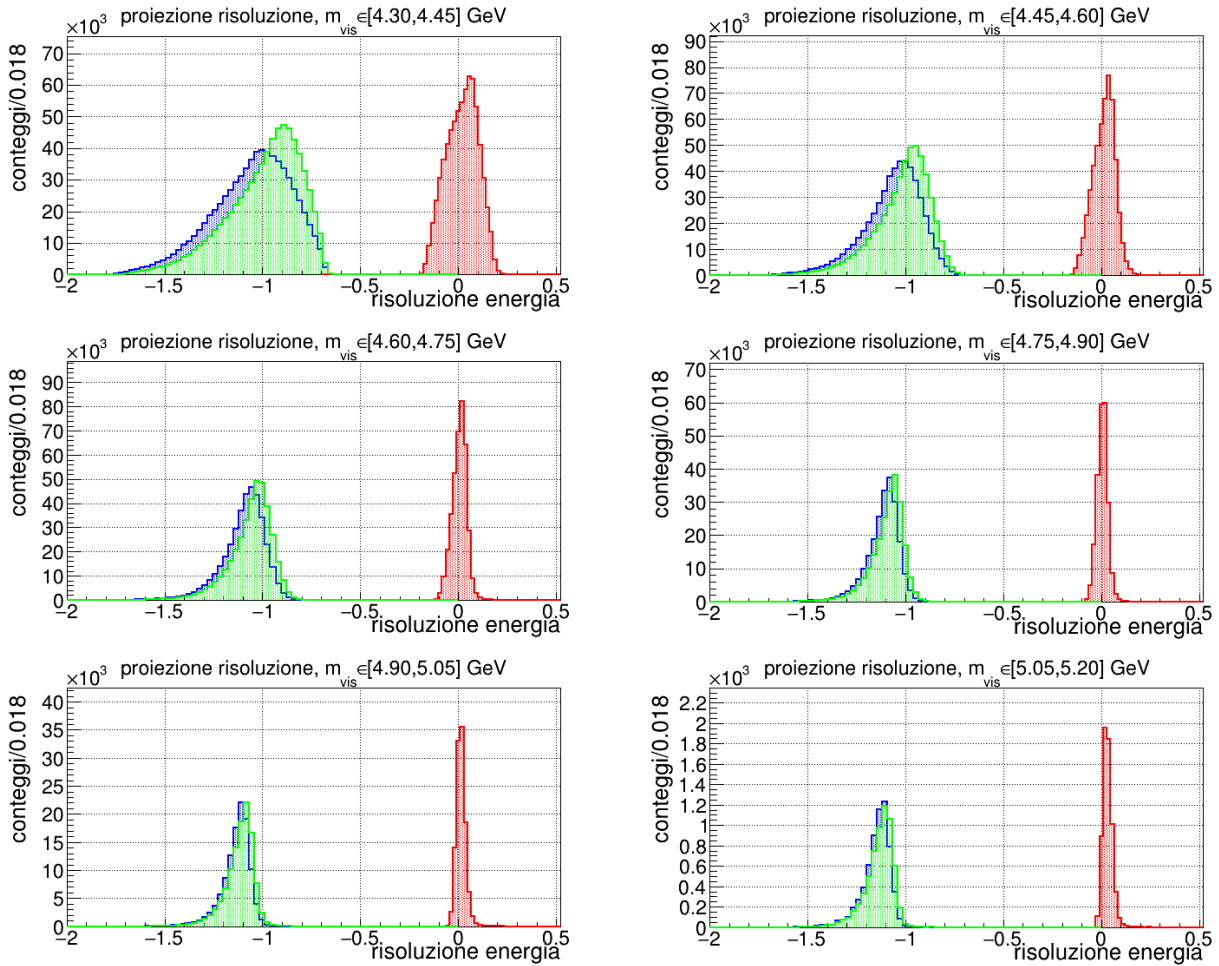 proiezione risoluzione, m_vis ∈[4.30,4.45] GeV
×10³
conteggi/0.018
70
60
50
40
30
20
10
0
−2 −1.5 −1 −0.5 0 0.5
risoluzione energia
proiezione risoluzione, m_vis ∈[4.45,4.60] GeV
×10³
conteggi/0.018
90
80
70
60
50
40
30
20
10
0
−2 −1.5 −1 −0.5 0 0.5
risoluzione energia
proiezione risoluzione, m_vis ∈[4.60,4.75] GeV
×10³
conteggi/0.018
90
80
70
60
50
40
30
20
10
0
−2 −1.5 −1 −0.5 0 0.5
risoluzione energia
proiezione risoluzione, m_vis ∈[4.75,4.90] GeV
×10³
conteggi/0.018
70
60
50
40
30
20
10
0
−2 −1.5 −1 −0.5 0 0.5
risoluzione energia
proiezione risoluzione, m_vis ∈[4.90,5.05] GeV
×10³
conteggi/0.018
40
35
30
25
20
15
10
5
0
−2 −1.5 −1 −0.5 0 0.5
risoluzione energia
proiezione risoluzione, m_vis ∈[5.05,5.20] GeV
×10³
conteggi/0.018
2.2
2
1.8
1.6
1.4
1.2
1
0.8
0.6
0.4
0.2
0
−2 −1.5 −1 −0.5 0 0.5
risoluzione energia